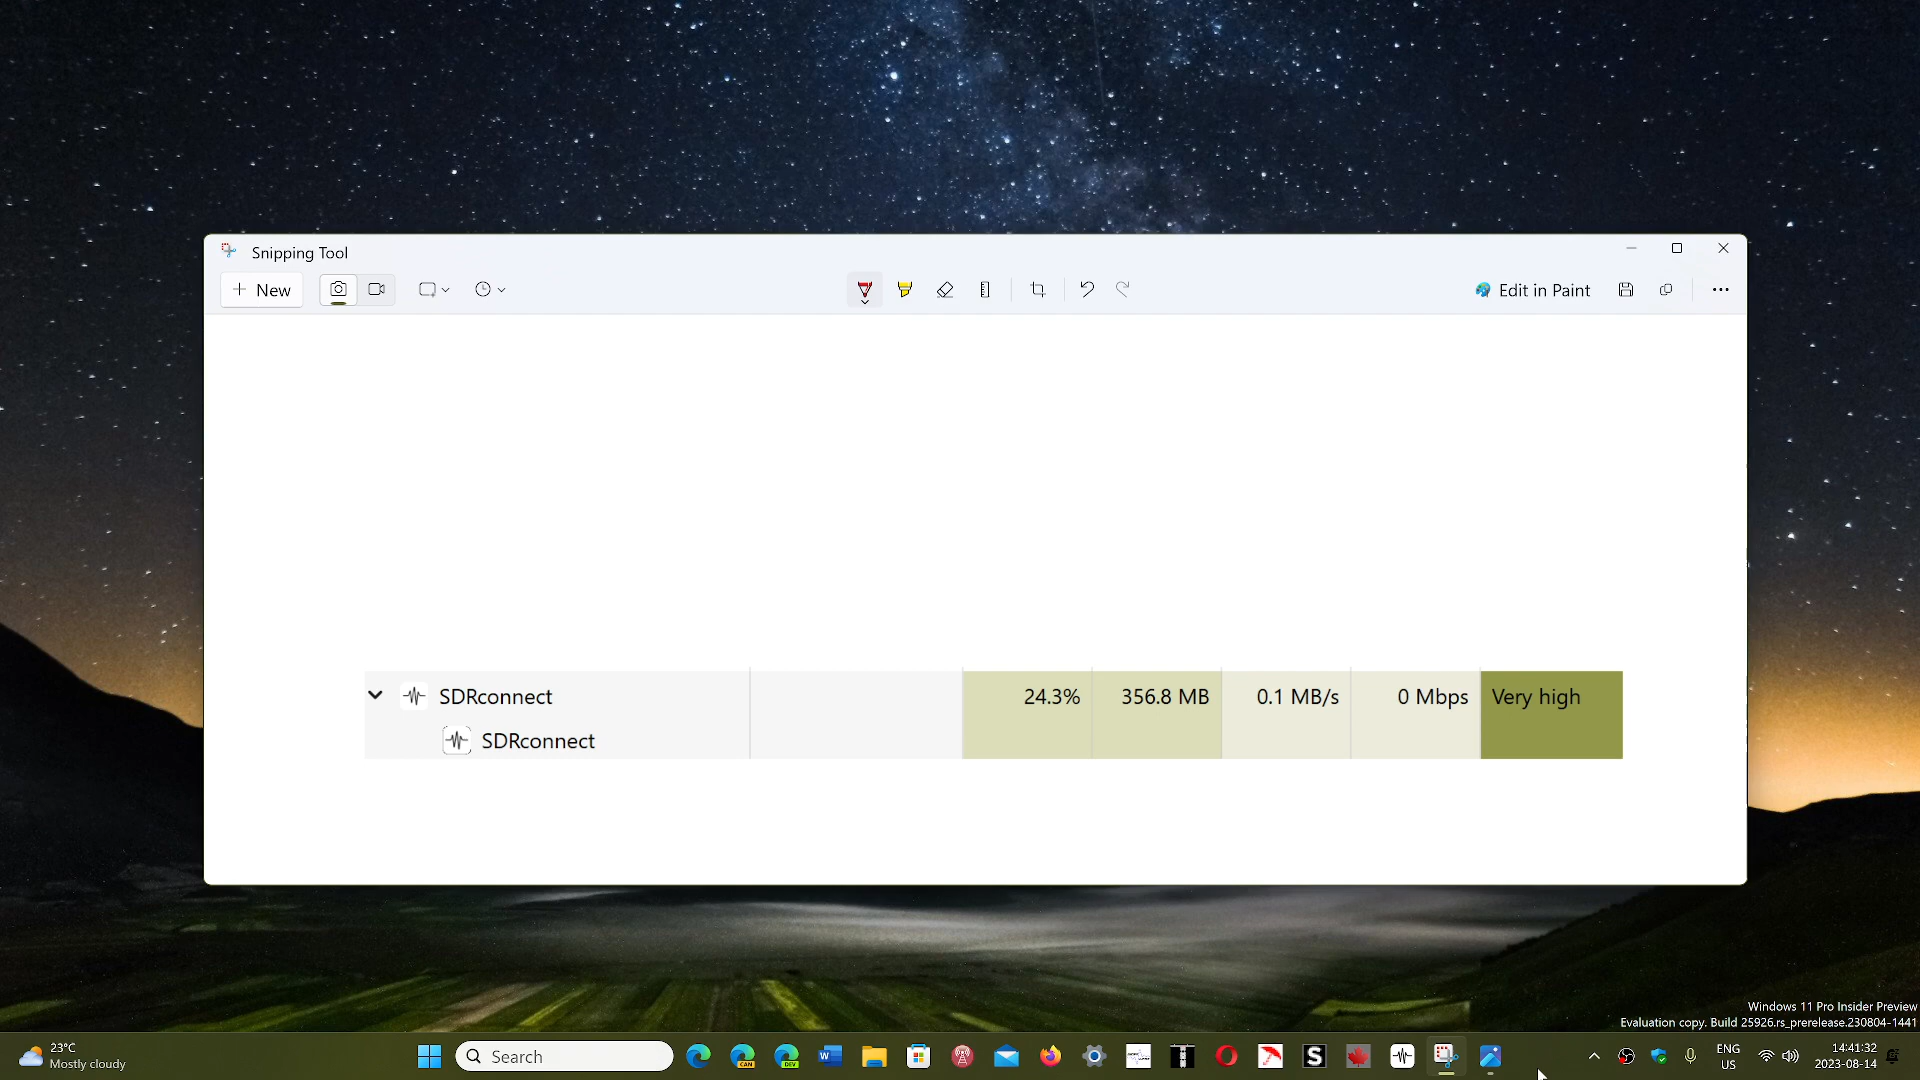 Snipping Tool
New
Edit in Paint
SDRconnect 24.3% 356.8 MB 0.1 MB/s 0 Mbps Very high
SDRconnect
Windows 11 Pro Insider Preview
Evaluation copy. Build 25926.rs_prerelease.230804-1441
23°C
Mostly cloudy
Search
CAN
DEV
W
S
ENG
US
14:41:32
2023-08-14